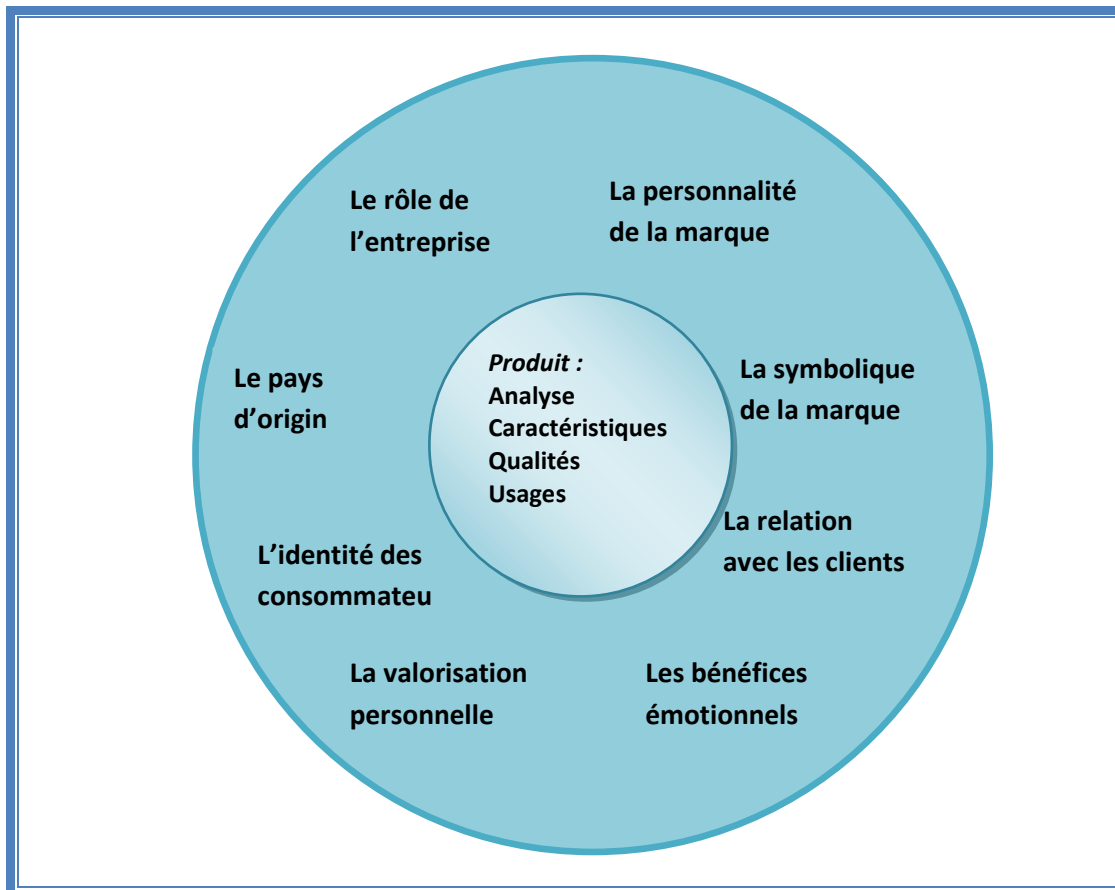 Le rôle de
l’entreprise
La personnalité
de la marque
Le pays
d’origin
Produit :
Analyse
Caractéristiques
Qualités
Usages
La symbolique
de la marque
L’identité des
consommateu
La relation
avec les clients
La valorisation
personnelle
Les bénéfices
émotionnels